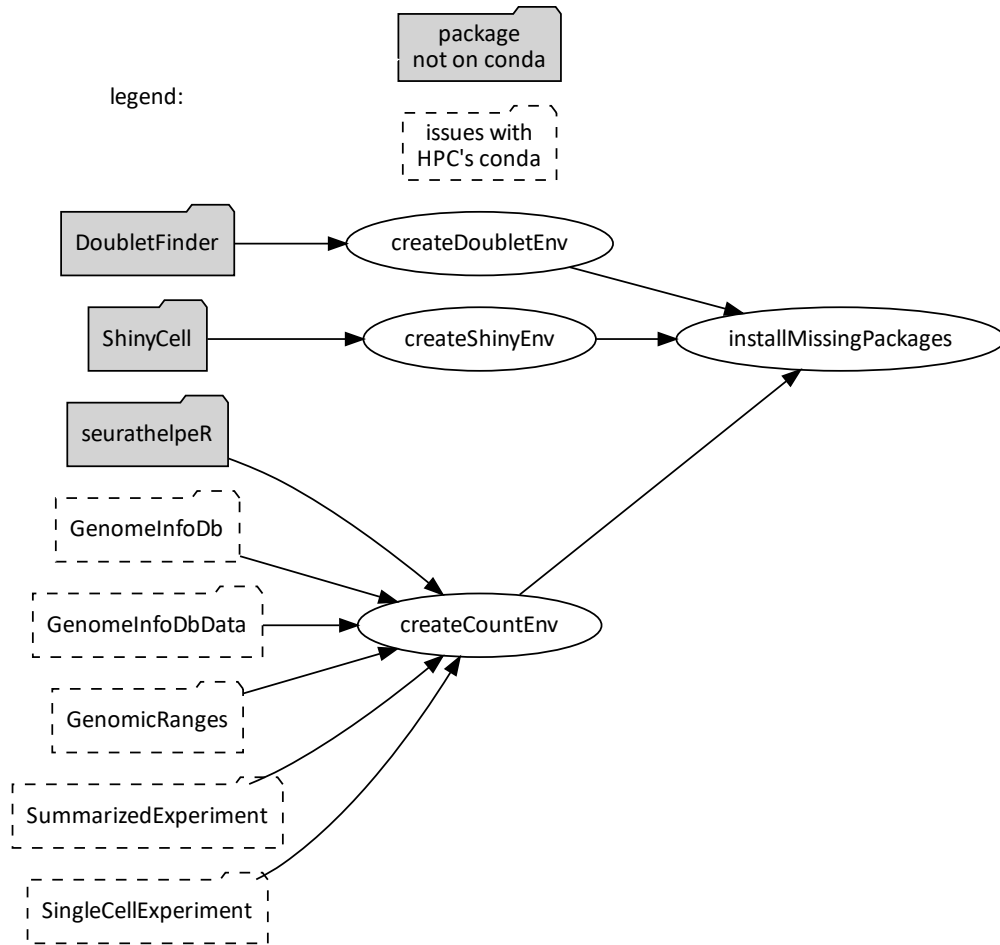 package
not on conda
legend:
issues with
HPC's conda
DoubletFinder
createDoubletEnv
ShinyCell
createShinyEnv
installMissingPackages
seurathelpeR
GenomeInfoDb
GenomeInfoDbData
createCountEnv
GenomicRanges
SummarizedExperiment
SingleCellExperiment